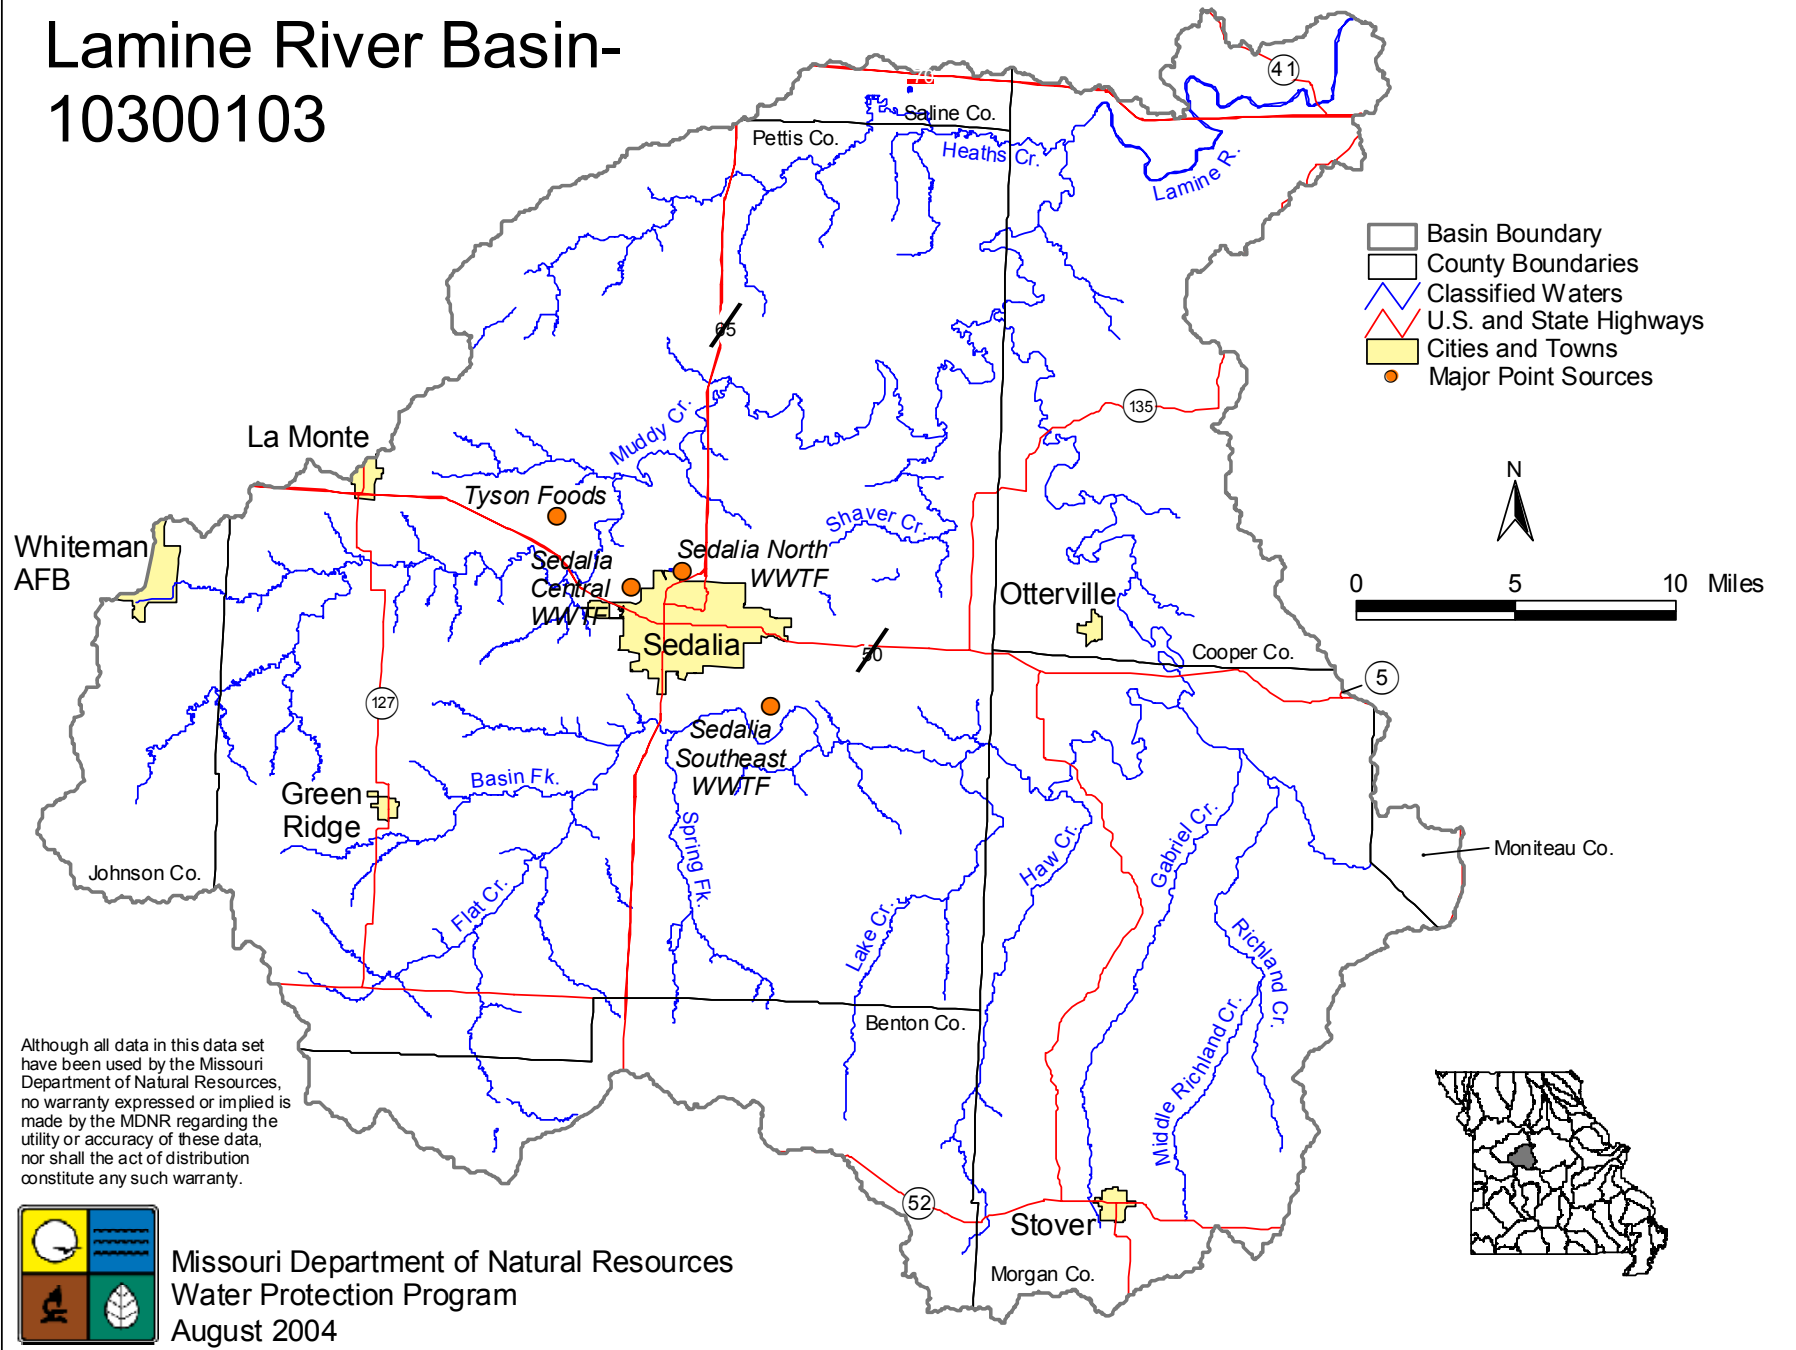 Lamine River Basin-
10300103
41
70
Saline Co.
Pettis Co.
Heaths Cr.
Lamine R.
Basin Boundary
County Boundaries
Classified Waters
U.S. and State Highways
Cities and Towns
Major Point Sources
65
135
Muddy Cr.
La Monte
Tyson Foods
N
Shaver Cr.
Whiteman
AFB
Sedalia North
WWTF
Sedalia
Central
WWTF
0 5 10 Miles
Otterville
Sedalia
50
Cooper Co.
5
127
Sedalia
Southeast
WWTF
Basin Fk.
Green
Ridge
Spring Fk.
Haw Cr.
Gabriel Cr.
Moniteau Co.
Johnson Co.
Flat Cr.
Lake Cr.
Richland Cr.
Benton Co.
Middle Richland Cr.
Although all data in this data set
have been used by the Missouri
Department of Natural Resources,
no warranty expressed or implied is
made by the MDNR regarding the
utility or accuracy of these data,
nor shall the act of distribution
constitute any such warranty.
52
Stover
Morgan Co.
Missouri Department of Natural Resources
Water Protection Program
August 2004